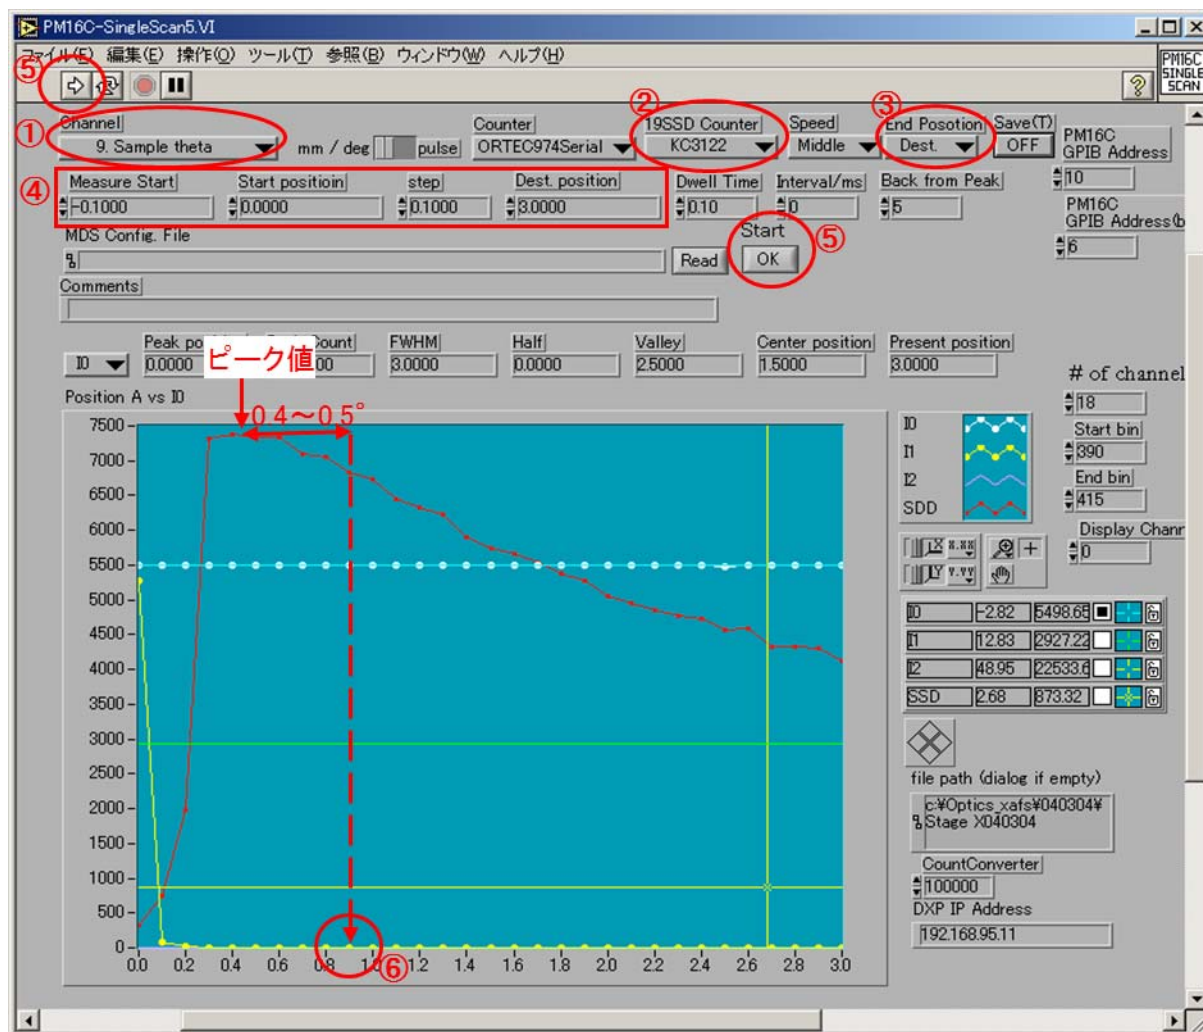 PM16C-SingleScan5.VI
ファイル(F) 編集(E) 操作(O) ツール(T) 参照(B) ウィンドウ(W) ヘルプ(H)
PM16C
SINGLE
SCAN
⑤
①
②
③
Channel
9. Sample theta
mm / deg
pulse
Counter
ORTEC974Serial
19SSD Counter
KC3122
Speed
Middle
End Posotion
Dest.
Save(T)
OFF
PM16C
GPIB Address
10
④
Measure Start
-0.1000
Start positioin
0.0000
step
0.1000
Dest. position
3.0000
Dwell Time
0.10
Interval/ms
0
Back from Peak
5
PM16C
GPIB Address(b
6
MDS Config. File
Read
Start
OK
⑤
Comments
Peak po
0.0000
Count
00
FWHM
3.0000
Half
0.0000
Valley
2.5000
Center position
1.5000
Present position
3.0000
I0
ピーク値
Position A vs I0
0.4～0.5°
7500
7000
6500
6000
5500
5000
4500
4000
3500
3000
2500
2000
1500
1000
500
0
0.0 0.2 0.4 0.6 0.8 1.0 1.2 1.4 1.6 1.8 2.0 2.2 2.4 2.6 2.8 3.0
⑥
# of channel
18
Start bin
390
End bin
415
Display Chann
0
I0
I1
I2
SDD
X X.XX
Y Y.YY
I0 -2.82 5498.65
I1 12.83 2927.22
I2 48.95 22533.6
SSD 2.68 873.32
file path (dialog if empty)
c:¥Optics_xafs¥040304¥
Stage X040304
CountConverter
100000
DXP IP Address
192.168.95.11